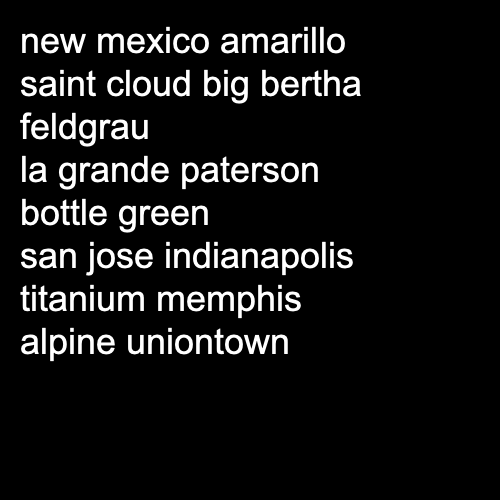 new mexico amarillo
saint cloud big bertha
feldgrau
la grande paterson
bottle green
san jose indianapolis
titanium memphis
alpine uniontown